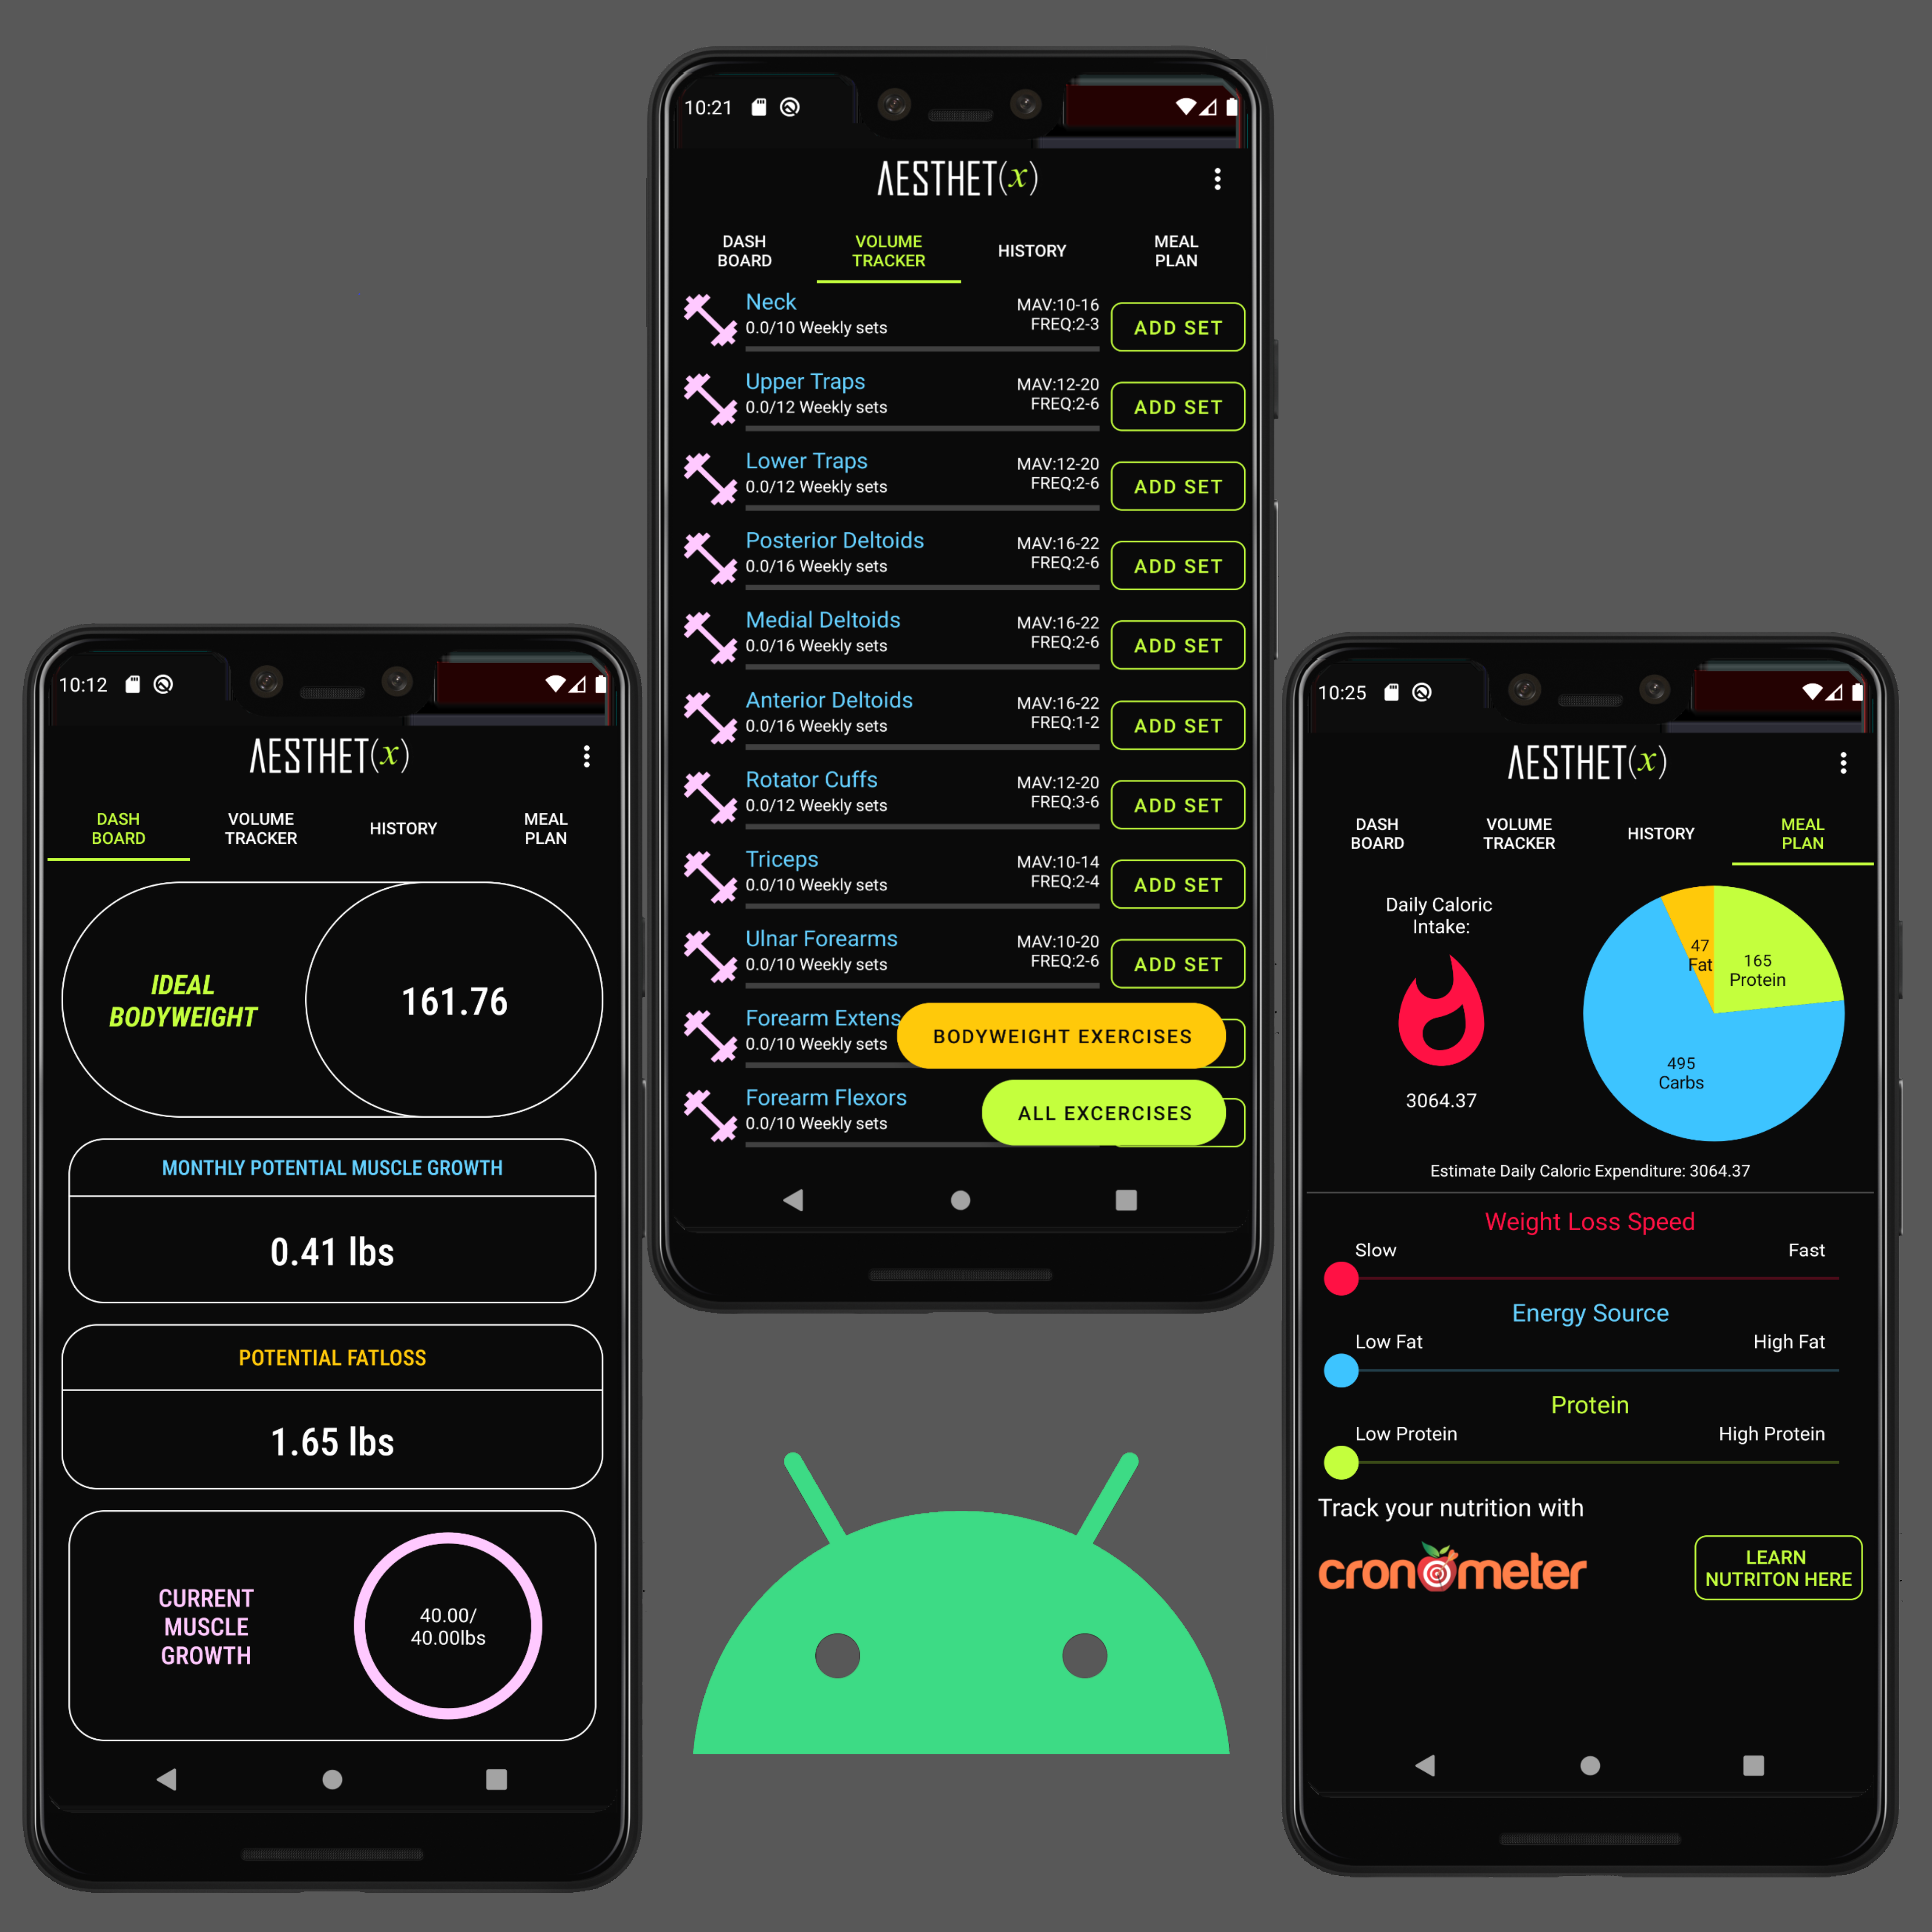 10:12
ΛESTHET(x)
DASH
BOARD
VOLUME
TRACKER
HISTORY
MEAL
PLAN
IDEAL
BODYWEIGHT
161.76
MONTHLY POTENTIAL MUSCLE GROWTH
0.41 lbs
POTENTIAL FATLOSS
1.65 lbs
CURRENT
MUSCLE
GROWTH
40.00/
40.00lbs
10:21
ΛESTHET(x)
DASH
BOARD
VOLUME
TRACKER
HISTORY
MEAL
PLAN
Neck
0.0/10 Weekly sets
MAV:10-16
FREQ:2-3
ADD SET
Upper Traps
0.0/12 Weekly sets
MAV:12-20
FREQ:2-6
ADD SET
Lower Traps
0.0/12 Weekly sets
MAV:12-20
FREQ:2-6
ADD SET
Posterior Deltoids
0.0/16 Weekly sets
MAV:16-22
FREQ:2-6
ADD SET
Medial Deltoids
0.0/16 Weekly sets
MAV:16-22
FREQ:2-6
ADD SET
Anterior Deltoids
0.0/16 Weekly sets
MAV:16-22
FREQ:1-2
ADD SET
Rotator Cuffs
0.0/12 Weekly sets
MAV:12-20
FREQ:3-6
ADD SET
Triceps
0.0/10 Weekly sets
MAV:10-14
FREQ:2-4
ADD SET
Ulnar Forearms
0.0/10 Weekly sets
MAV:10-20
FREQ:2-6
ADD SET
Forearm Extens
0.0/10 Weekly sets
BODYWEIGHT EXERCISES
Forearm Flexors
0.0/10 Weekly sets
ALL EXCERCISES
10:25
ΛESTHET(x)
DASH
BOARD
VOLUME
TRACKER
HISTORY
MEAL
PLAN
Daily Caloric
Intake:
3064.37
47
Fat
165
Protein
495
Carbs
Estimate Daily Caloric Expenditure: 3064.37
Weight Loss Speed
Slow
Fast
Energy Source
Low Fat
High Fat
Protein
Low Protein
High Protein
Track your nutrition with
cronometer
LEARN
NUTRITON HERE